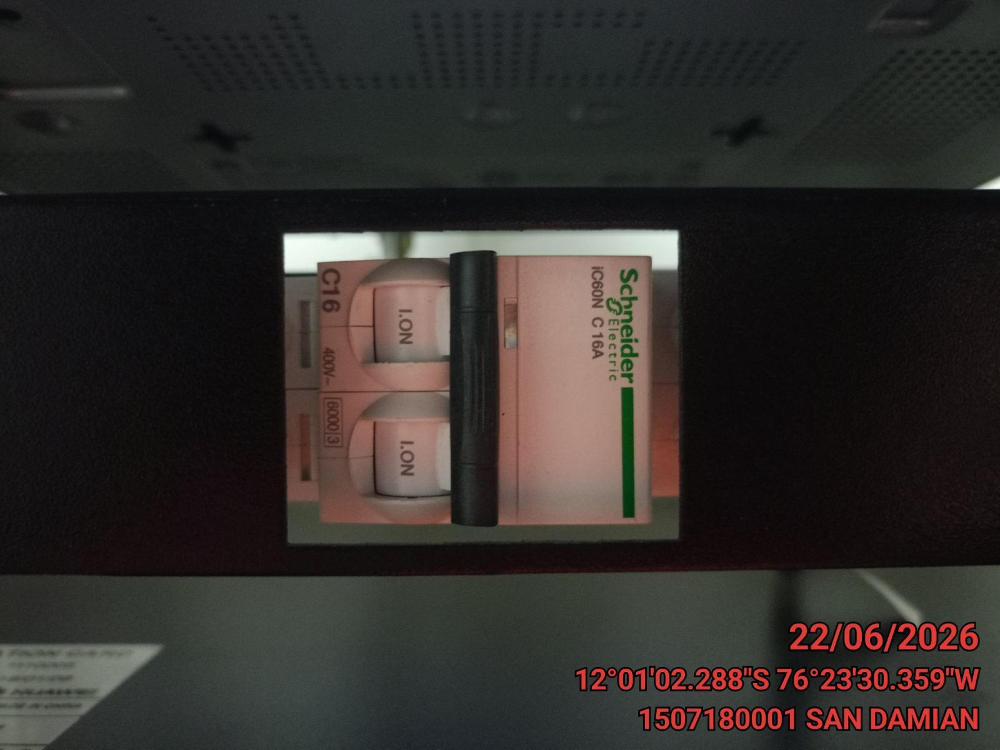 Schneider
Electric
iC60N C 16A
I.ON
I.ON
C16
400V~
6000 3
HUAWEI
22/06/2026
12°01'02.288"S 76°23'30.359"W
1507180001 SAN DAMIAN